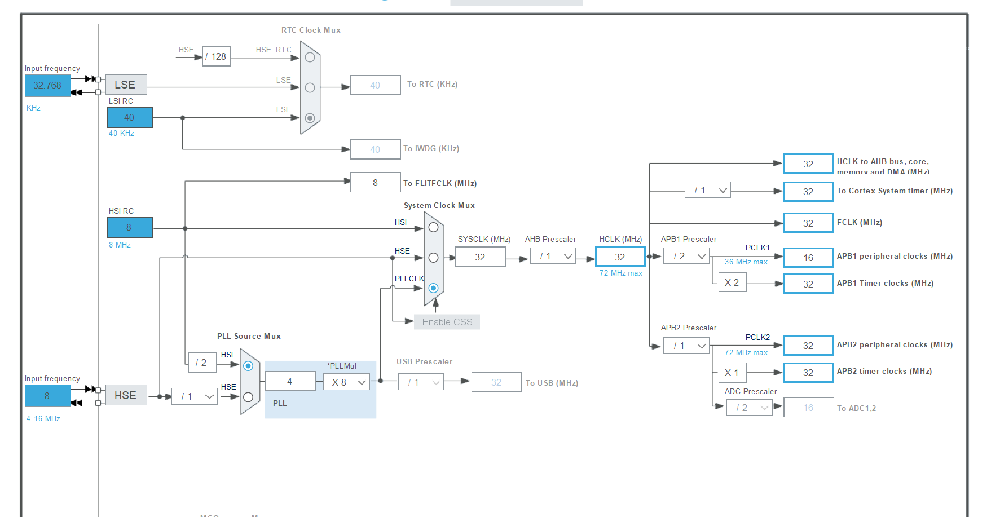 RTC Clock Mux
HSE
/ 128
HSE_RTC
Input frequency
32.768
KHz
LSE
LSE
40
To RTC (KHz)
LSI RC
40
40 KHz
LSI
40
To IWDG (KHz)
8
To FLITFCLK (MHz)
HSI RC
8
8 MHz
System Clock Mux
HSI
HSE
PLLCLK
Enable CSS
SYSCLK (MHz)
32
AHB Prescaler
/ 1
HCLK (MHz)
32
72 MHz max
32
HCLK to AHB bus, core,
memory and DMA (MHz)
/ 1
32
To Cortex System timer (MHz)
32
FCLK (MHz)
APB1 Prescaler
/ 2
PCLK1
36 MHz max
16
APB1 peripheral clocks (MHz)
X 2
32
APB1 Timer clocks (MHz)
APB2 Prescaler
/ 1
PCLK2
72 MHz max
32
APB2 peripheral clocks (MHz)
X 1
32
APB2 timer clocks (MHz)
ADC Prescaler
/ 2
16
To ADC1,2
PLL Source Mux
/ 2
HSI
Input frequency
8
4-16 MHz
HSE
/ 1
HSE
4
*PLLMul
X 8
PLL
USB Prescaler
/ 1
32
To USB (MHz)